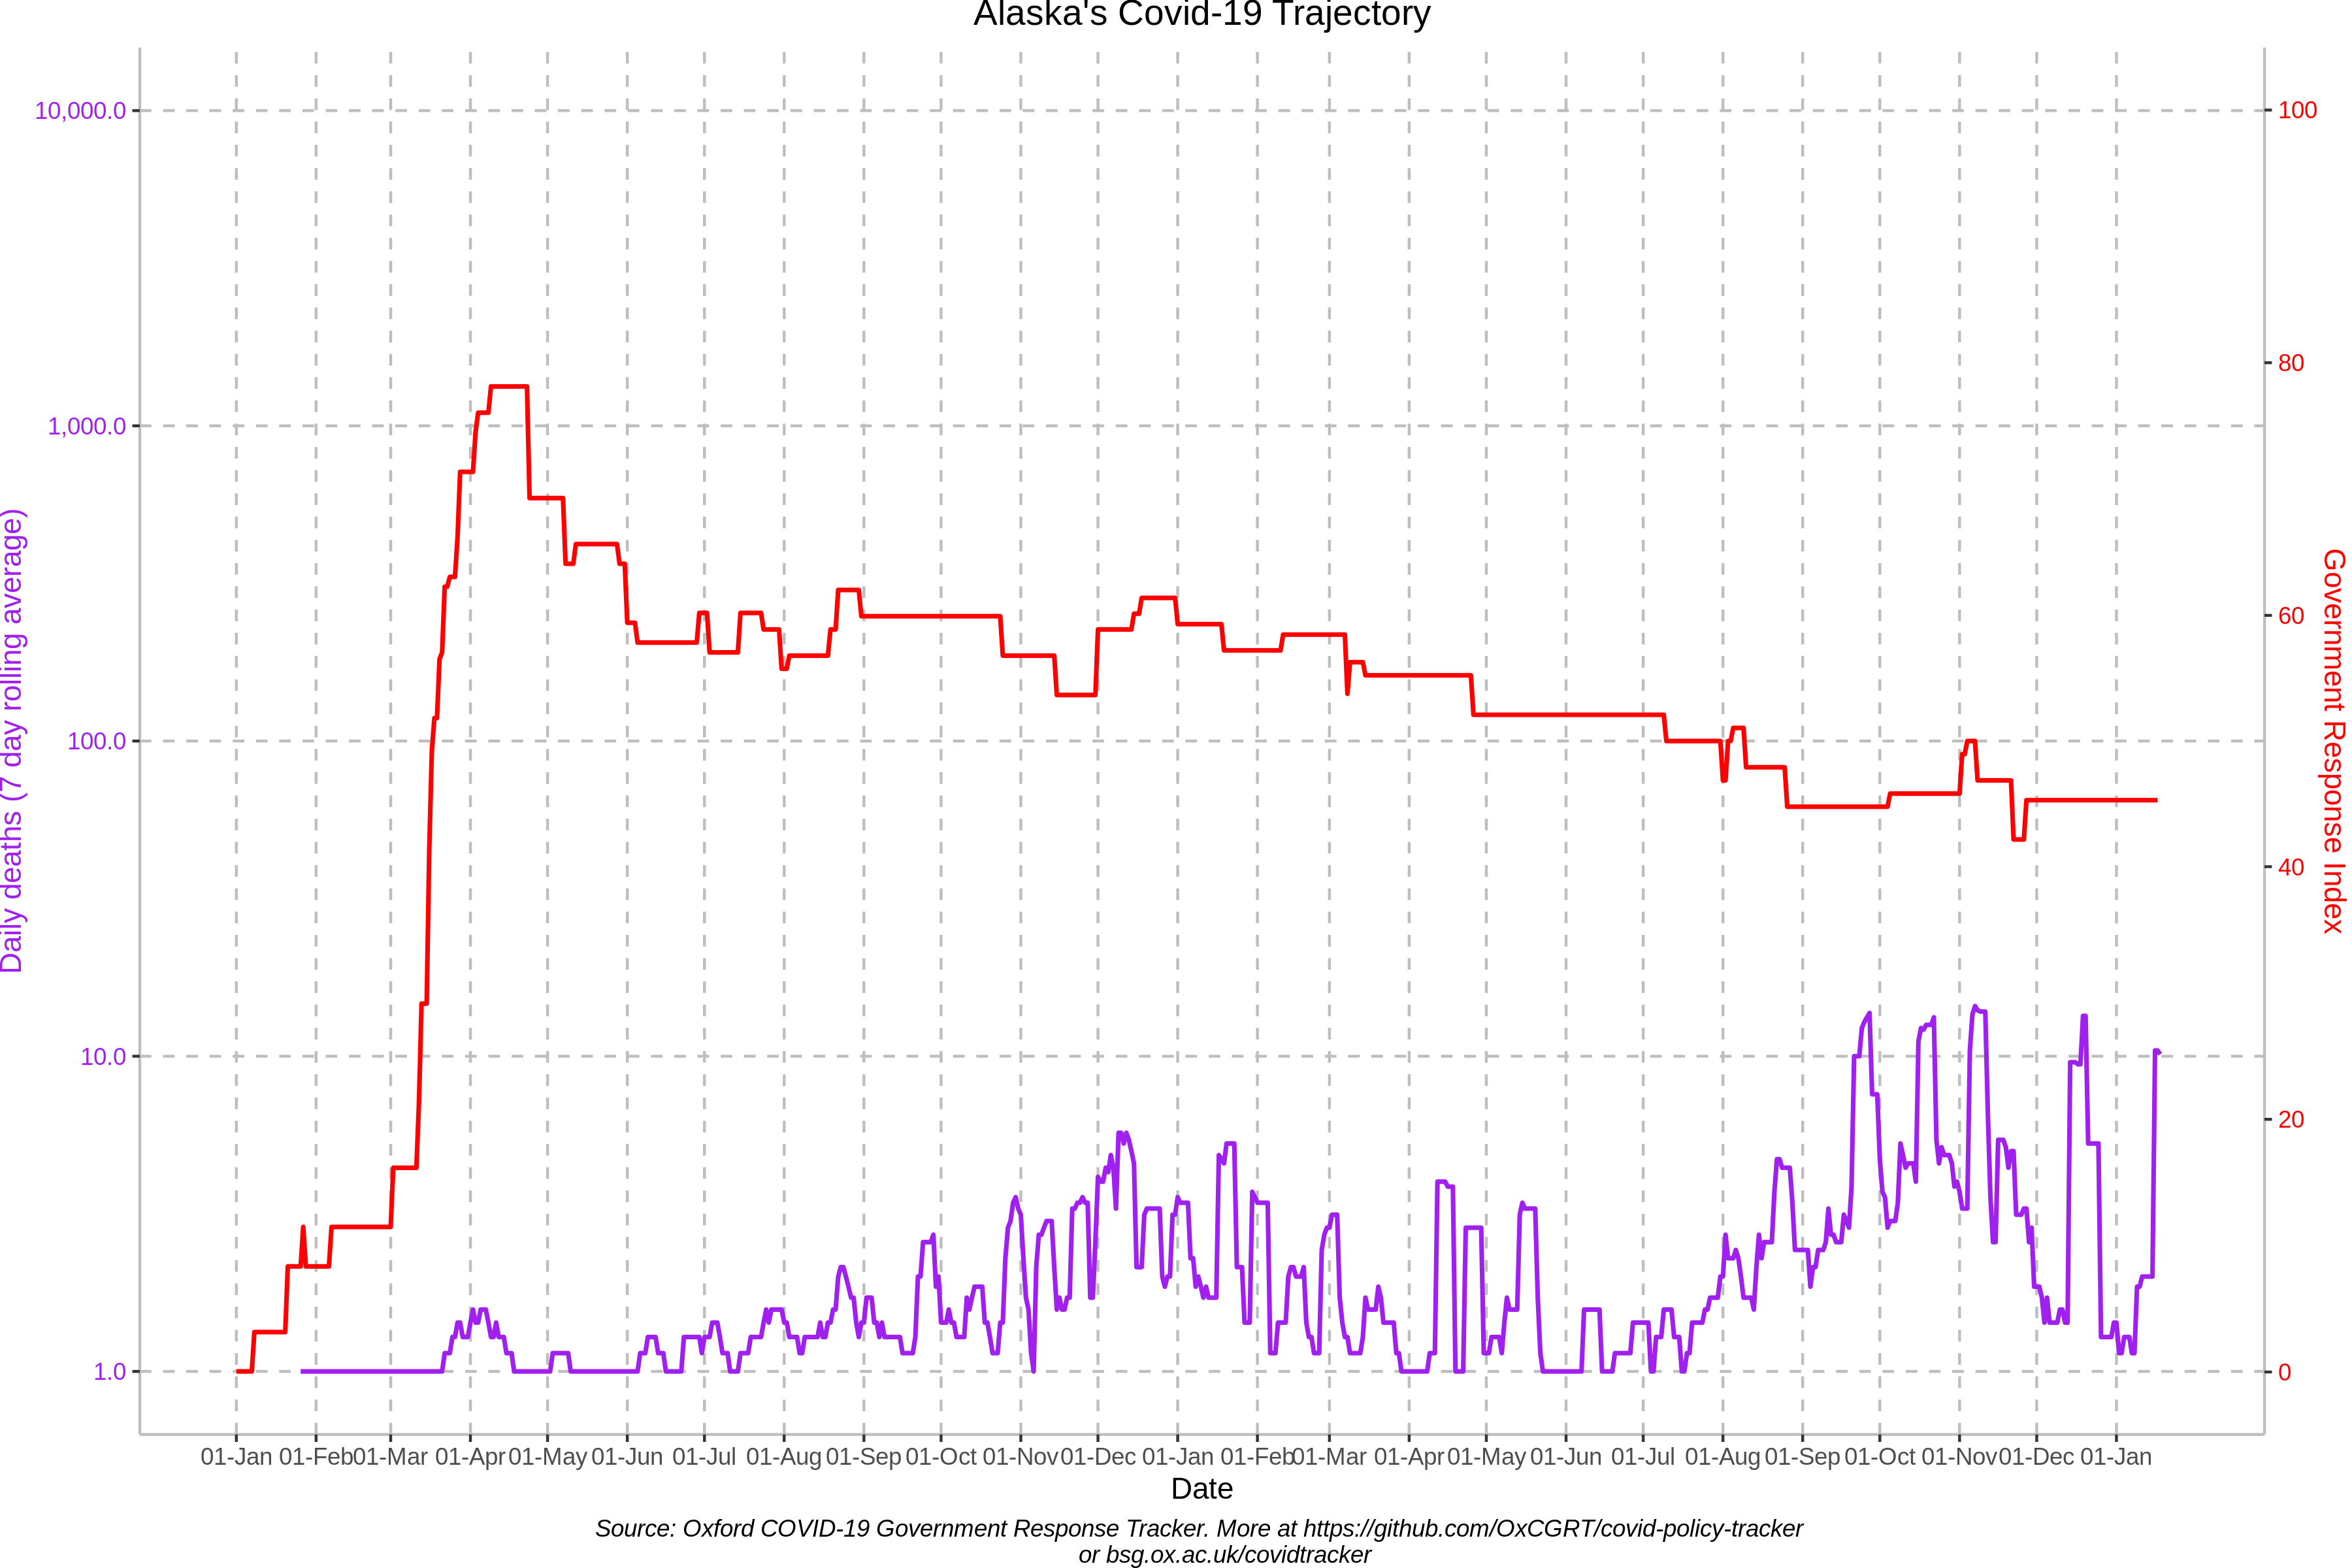 Alaska's Covid-19 Trajectory
10,000.0
1,000.0
100.0
10.0
1.0
Daily deaths (7 day rolling average)
100
80
60
40
20
0
Government Response Index
01-Jan 01-Feb 01-Mar 01-Apr 01-May 01-Jun 01-Jul 01-Aug 01-Sep 01-Oct 01-Nov 01-Dec 01-Jan 01-Feb 01-Mar 01-Apr 01-May 01-Jun 01-Jul 01-Aug 01-Sep 01-Oct 01-Nov 01-Dec 01-Jan
Date
Source: Oxford COVID-19 Government Response Tracker. More at https://github.com/OxCGRT/covid-policy-tracker
or bsg.ox.ac.uk/covidtracker